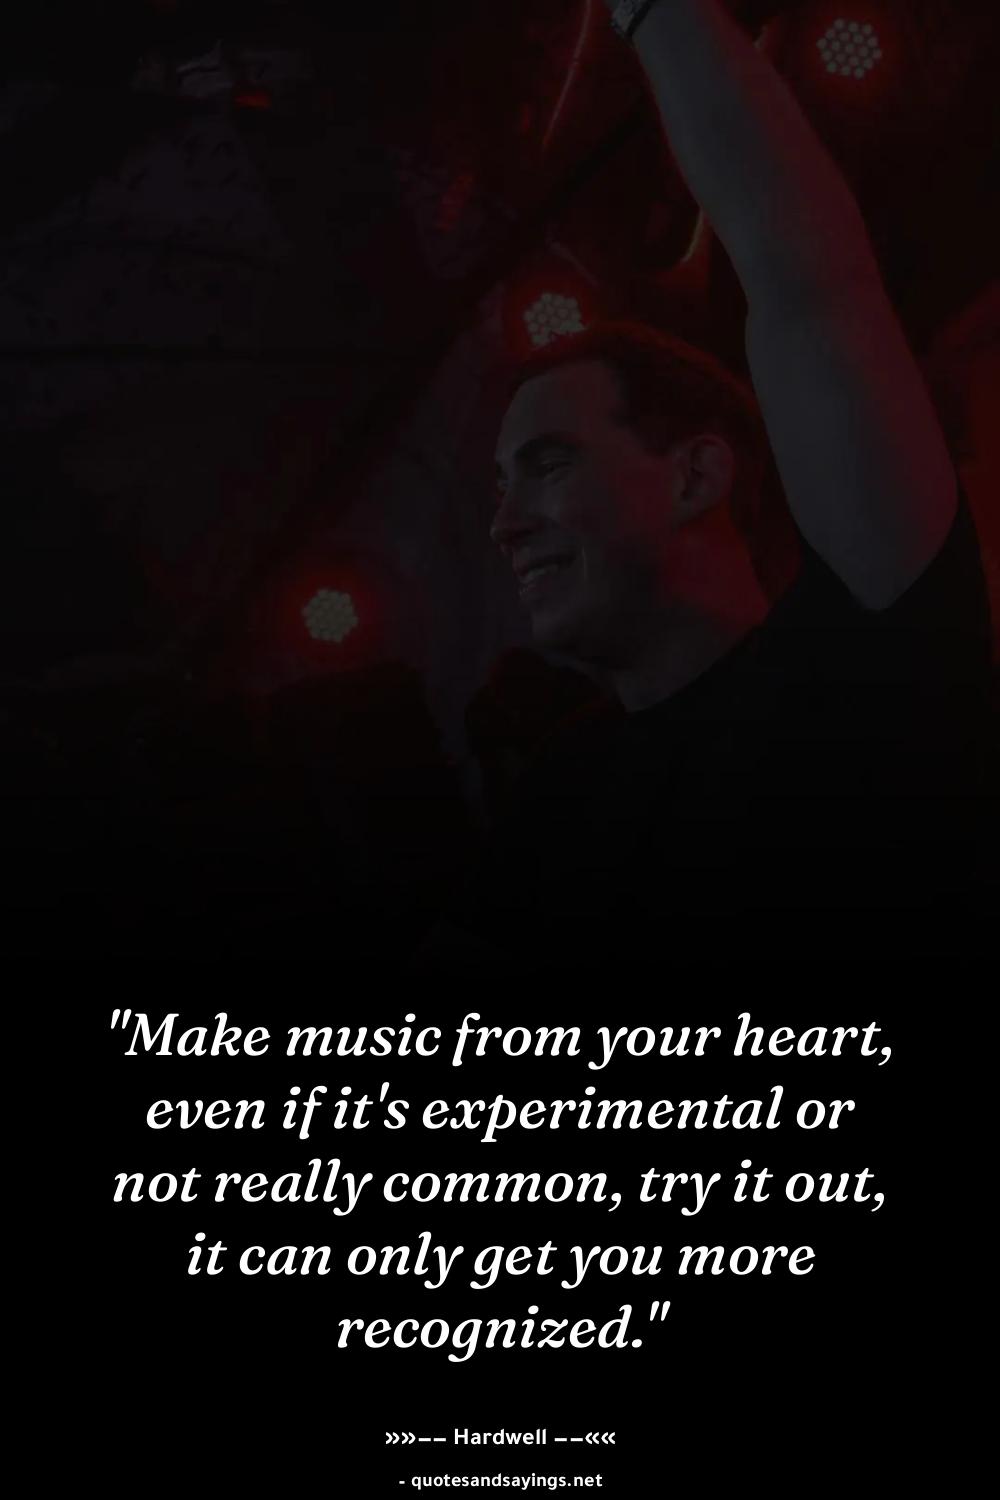 "Make music from your heart,
even if it's experimental or
not really common, try it out,
it can only get you more
recognized."
»»−− Hardwell −−««
- quotesandsayings.net